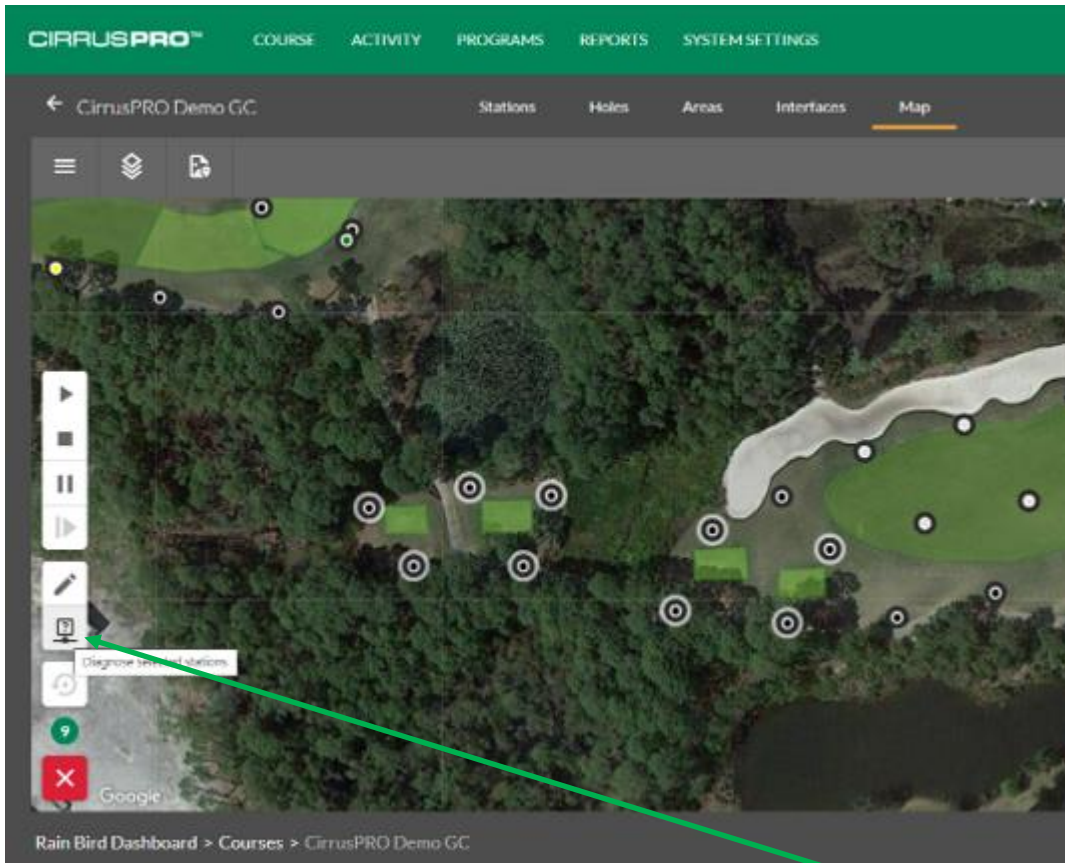 CIRRUSPRO™ COURSE ACTIVITY PROGRAMS REPORTS SYSTEM SETTINGS
CirrusPRO Demo GC Stations Holes Areas Interfaces Map
?
Diagnose selected stations
9
Google
Rain Bird Dashboard > Courses > CirrusPRO Demo GC